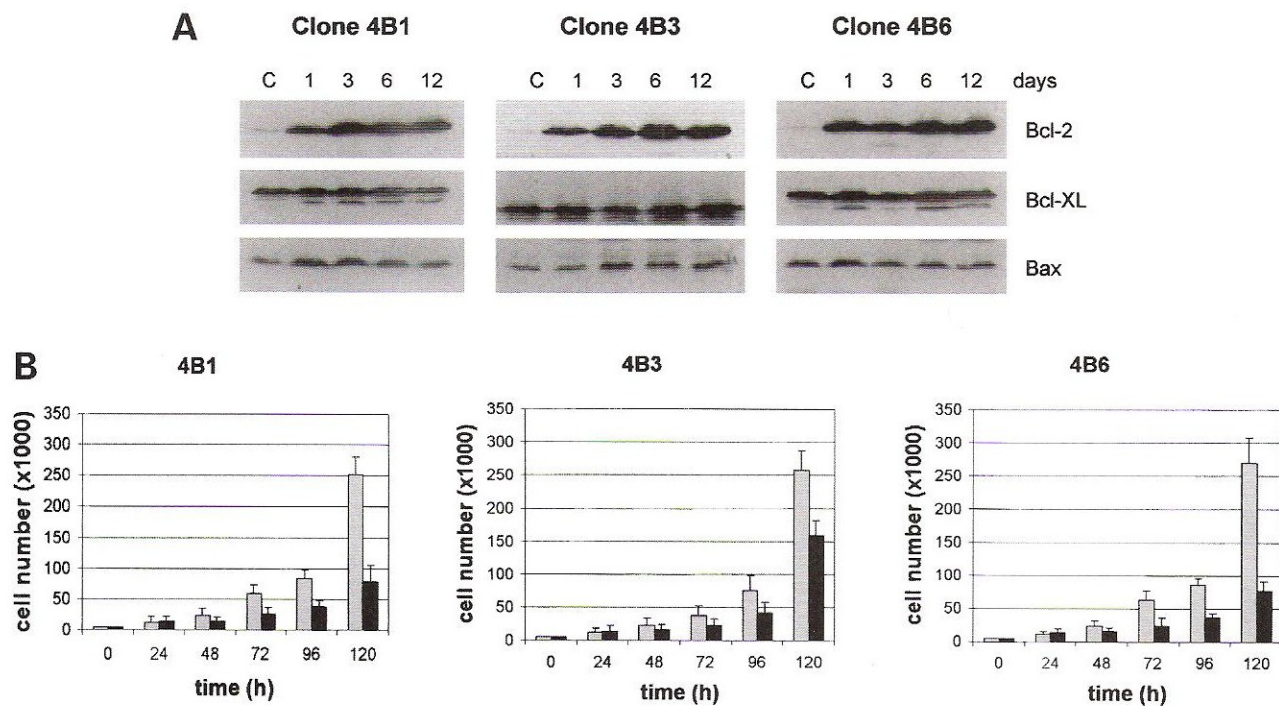 A
Clone 4B1 Clone 4B3 Clone 4B6
C 1 3 6 12 C 1 3 6 12 C 1 3 6 12 days
Bcl-2
Bcl-XL
Bax
B
4B1 4B3 4B6
cell number (x1000)
350
300
250
200
150
100
50
0
0 24 48 72 96 120
time (h)
cell number (x1000)
350
300
250
200
150
100
50
0
0 24 48 72 96 120
time (h)
cell number (x1000)
350
300
250
200
150
100
50
0
0 24 48 72 96 120
time (h)